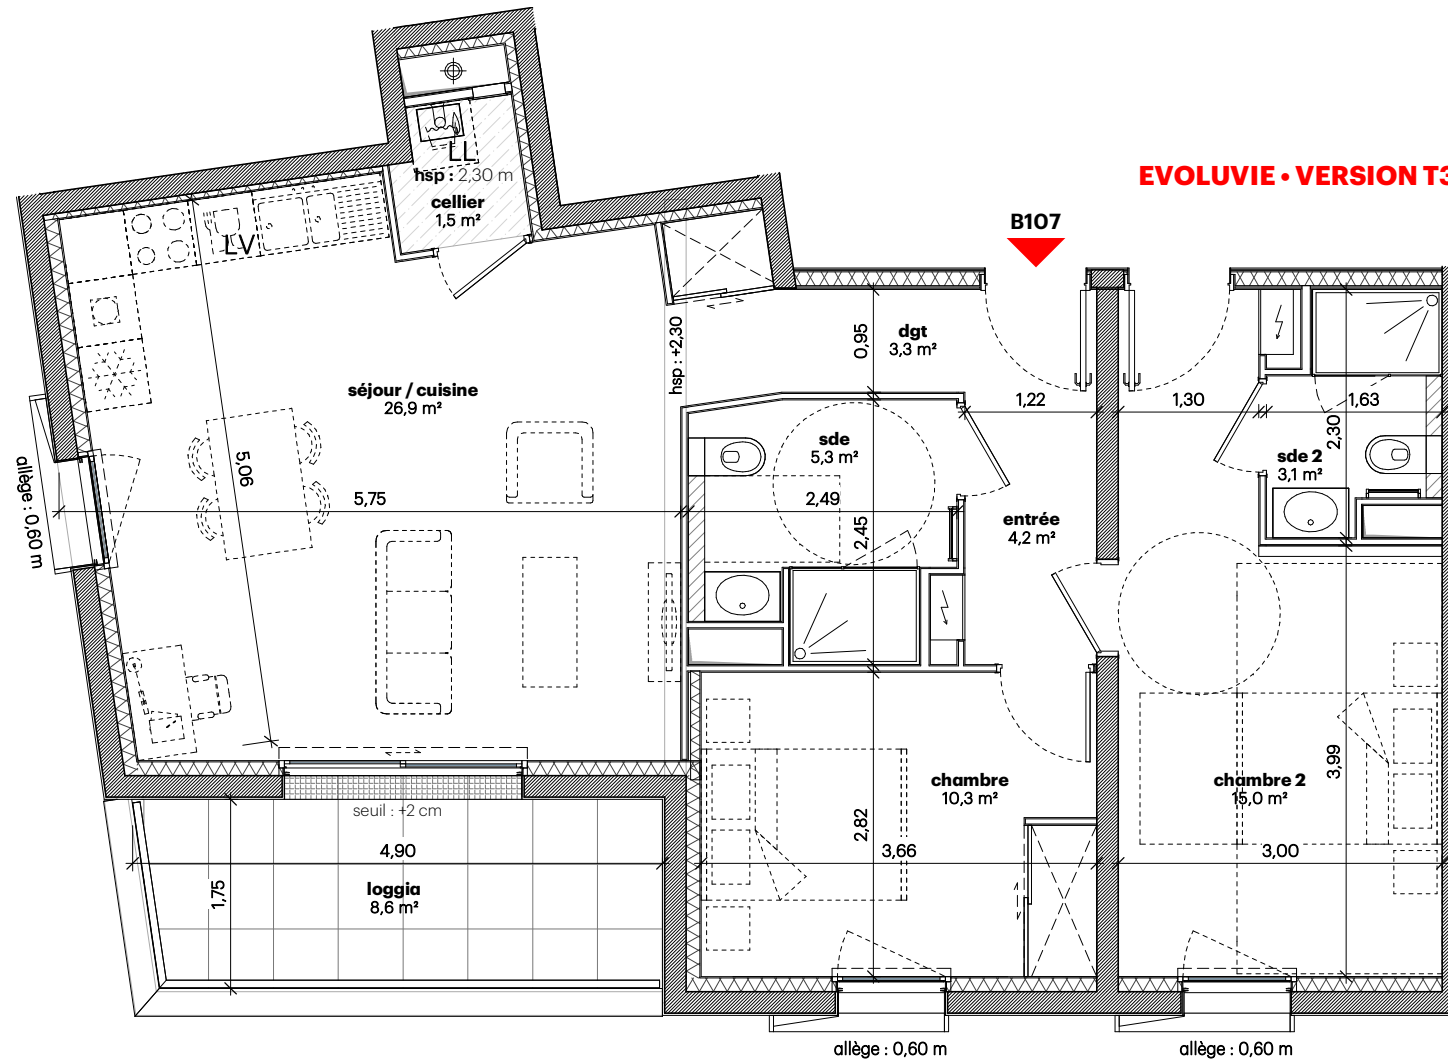 LL
hsp : 2,30 m
cellier
1,5 m²
EVOLUVIE • VERSION T3
B107
LV
hsp : +2,30
0,95
dgt
3,3 m²
séjour / cuisine
26,9 m²
1,22
1,30
1,63
2,30
sde
5,3 m²
sde 2
3,1 m²
5,06
5,75
2,49
2,45
allège : 0,60 m
entrée
4,2 m²
chambre
10,3 m²
chambre 2
15,0 m²
3,99
seuil : +2 cm
2,82
4,90
3,66
3,00
1,75
loggia
8,6 m²
allège : 0,60 m
allège : 0,60 m